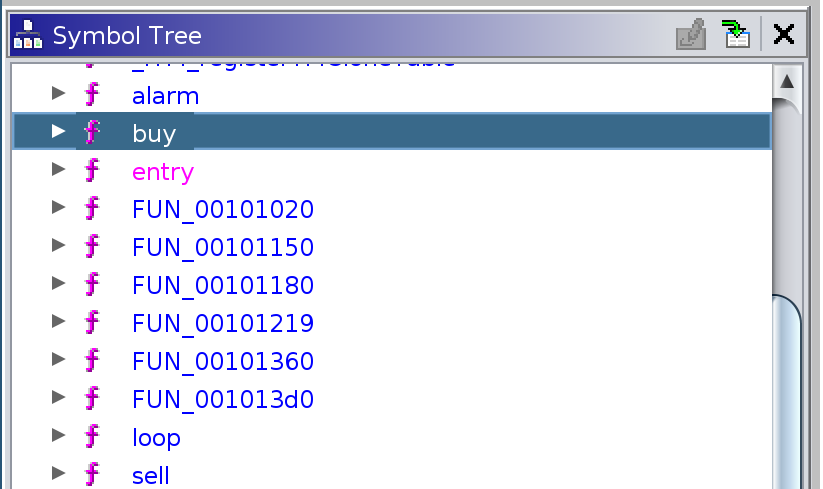 Symbol Tree
alarm
buy
entry
FUN_00101020
FUN_00101150
FUN_00101180
FUN_00101219
FUN_00101360
FUN_001013d0
loop
sell